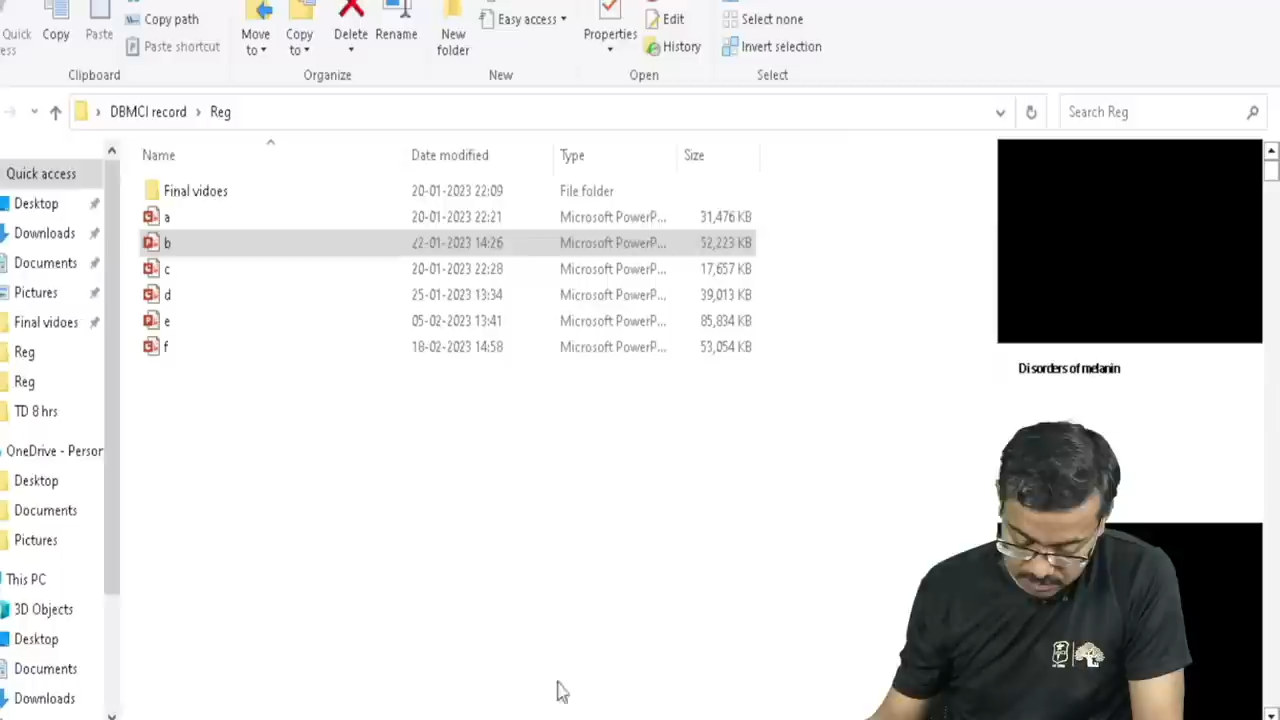 Quick
Copy
Paste
Copy path
Paste shortcut
Clipboard
Move to
Copy to
Delete
Rename
Organize
New folder
Easy access
New
Properties
Edit
History
Open
Select none
Invert selection
Select
DBMCI record › Reg
Search Reg
Name Date modified Type Size
Final vidoes 20-01-2023 22:09 File folder
a 20-01-2023 22:21 Microsoft PowerP... 31,476 KB
b 22-01-2023 14:26 Microsoft PowerP... 52,223 KB
c 20-01-2023 22:28 Microsoft PowerP... 17,657 KB
d 25-01-2023 13:34 Microsoft PowerP... 39,013 KB
e 05-02-2023 13:41 Microsoft PowerP... 85,834 KB
f 18-02-2023 14:58 Microsoft PowerP... 53,054 KB
Quick access
Desktop
Downloads
Documents
Pictures
Final vidoes
Reg
Reg
TD 8 hrs
OneDrive - Person
Desktop
Documents
Pictures
This PC
3D Objects
Desktop
Documents
Downloads
Disorders of melanin